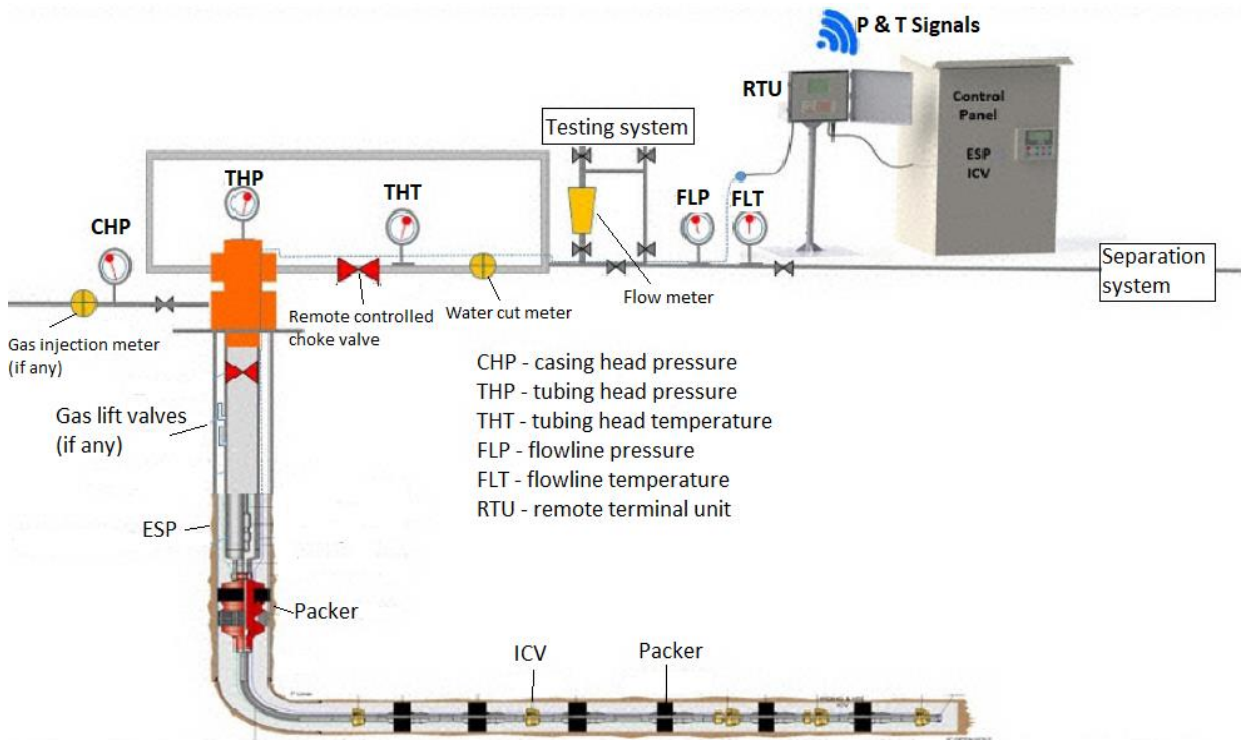 P & T Signals
RTU
Control
Panel
ESP
ICV
Testing system
THP
THT
CHP
FLP
FLT
Separation
system
Flow meter
Gas injection meter
(if any)
Remote controlled
choke valve
Water cut meter
CHP - casing head pressure
THP - tubing head pressure
THT - tubing head temperature
FLP - flowline pressure
FLT - flowline temperature
RTU - remote terminal unit
Gas lift valves
(if any)
ESP
Packer
ICV
Packer
ICV